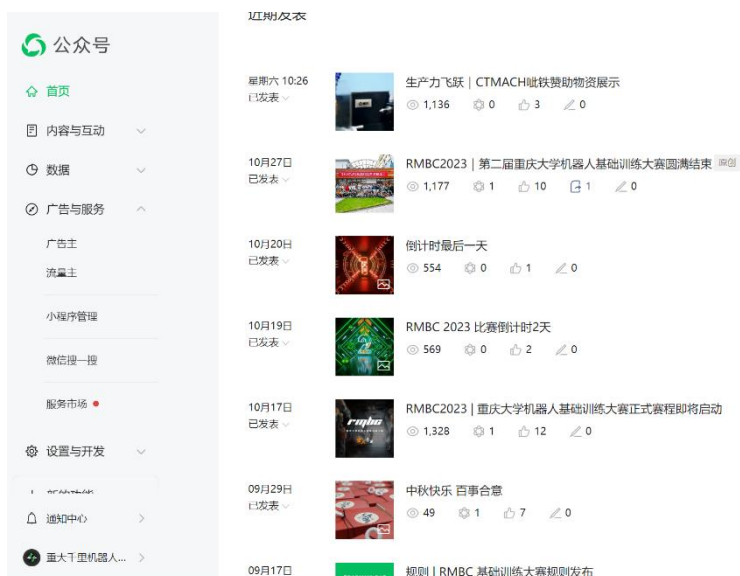 近期发表
公众号
首页
内容与互动
数据
广告与服务
广告主
流量主
小程序管理
微信搜一搜
服务市场
设置与开发
新的功能
通知中心
重大千里机器人...
星期六 10:26
已发表
生产力飞跃｜CTMACH呲铁赞助物资展示
1,136 0 3 0
10月27日
已发表
RMBC2023｜第二届重庆大学机器人基础训练大赛圆满结束 原创
1,177 1 10 1 0
10月20日
已发表
倒计时最后一天
554 0 1 0
10月19日
已发表
RMBC 2023 比赛倒计时2天
569 0 2 0
10月17日
已发表
rmbc
RMBC2023 | 重庆大学机器人基础训练大赛正式赛程即将启动
1,328 1 12 0
09月29日
已发表
中秋快乐 百事合意
49 1 7 0
09月17日
规则 | RMBC 基础训练大赛规则发布